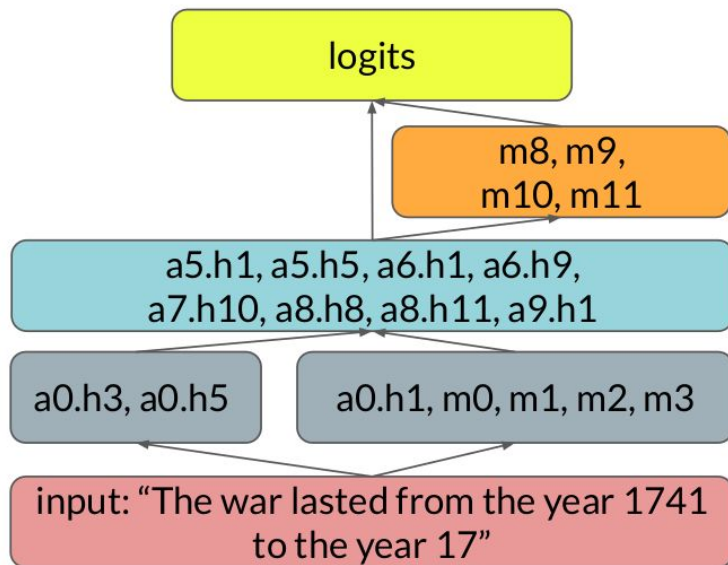 logits
m8, m9,
m10, m11
a5.h1, a5.h5, a6.h1, a6.h9,
a7.h10, a8.h8, a8.h11, a9.h1
a0.h3, a0.h5
a0.h1, m0, m1, m2, m3
input: “The war lasted from the year 1741
to the year 17”